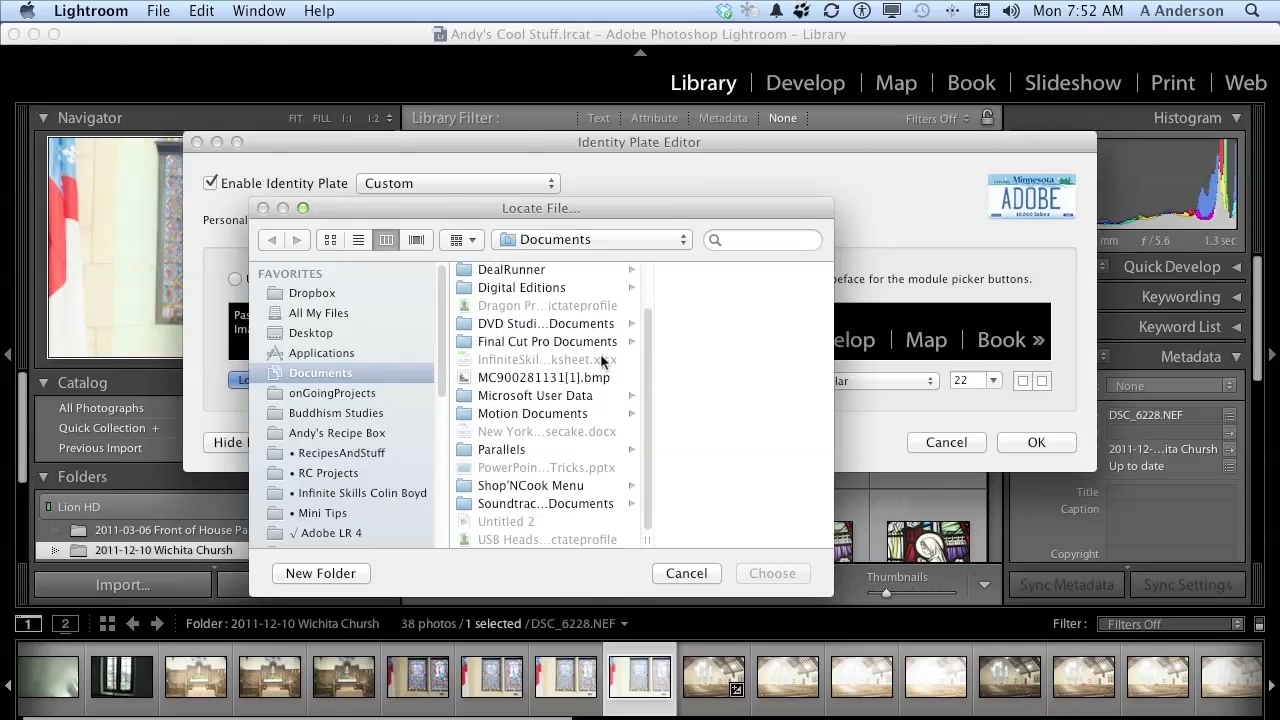 Lightroom File Edit Window Help Mon 7:52 AM A Anderson
Andy's Cool Stuff.lrcat – Adobe Photoshop Lightroom – Library
Library Develop Map Book Slideshow Print Web
Navigator FIT FILL 1:1 1:2
Library Filter : Text Attribute Metadata None Filters Off
Histogram
Identity Plate Editor
Enable Identity Plate Custom
Minnesota
ADOBE
10,000 lakes
Personal
Locate File...
Documents
mm ƒ / 5.6 1.3 sec
FAVORITES
Dropbox
All My Files
Desktop
Applications
Documents
onGoingProjects
Buddhism Studies
Andy's Recipe Box
• RecipesAndStuff
• RC Projects
• Infinite Skills Colin Boyd
• Mini Tips
√ Adobe LR 4
DealRunner
Digital Editions
Dragon Pr...ictateprofile
DVD Studi...Documents
Final Cut Pro Documents
InfiniteSkil...ksheet.xlsx
MC900281131[1].bmp
Microsoft User Data
Motion Documents
New York...secake.docx
Parallels
PowerPoin...Tricks.pptx
Shop'NCook Menu
Soundtrac...Documents
Untitled 2
USB Heads...ctateprofile
New Folder Cancel Choose
eface for the module picker buttons.
elop Map Book »
lar 22
Hide Cancel OK
Quick Develop
Keywording
Keyword List
Metadata
None
DSC_6228.NEF
2011-12-...ita Chursh
Up to date
Title
Caption
Copyright
Catalog
All Photographs
Quick Collection +
Previous Import
Folders
Lion HD
2011-03-06 Front of House Pa
2011-12-10 Wichita Chursh
Import...
Thumbnails
Sync Metadata Sync Settings
1 2 Folder : 2011-12-10 Wichita Chursh 38 photos / 1 selected / DSC_6228.NEF Filter : Filters Off